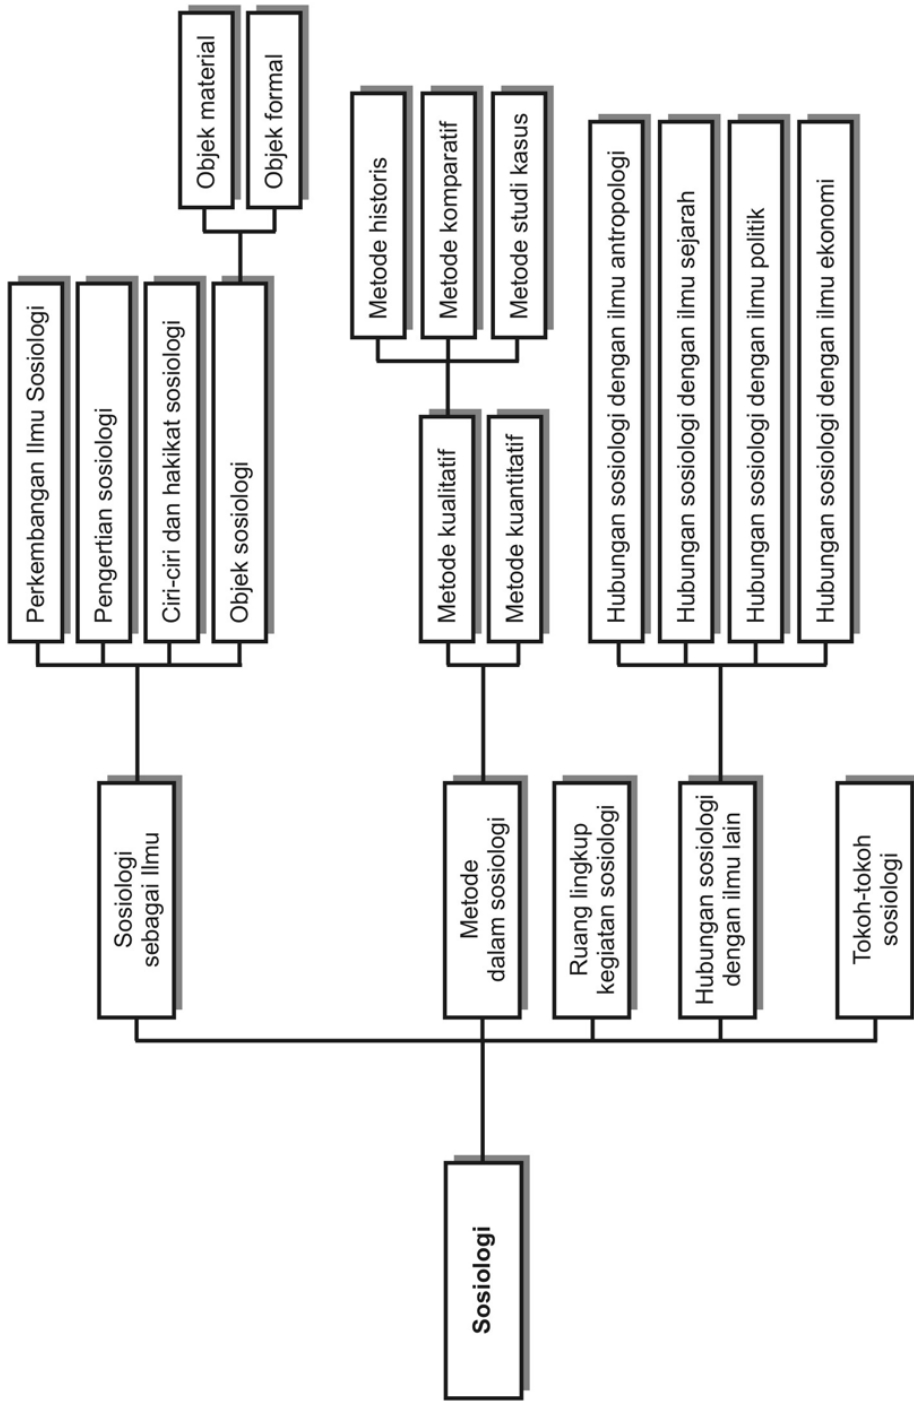 Sosiologi
Sosiologi
sebagai Ilmu
Perkembangan Ilmu Sosiologi
Pengertian sosiologi
Ciri-ciri dan hakikat sosiologi
Objek sosiologi
Objek material
Objek formal
Metode
dalam sosiologi
Metode kualitatif
Metode historis
Metode komparatif
Metode studi kasus
Metode kuantitatif
Ruang lingkup
kegiatan sosiologi
Hubungan sosiologi
dengan ilmu lain
Hubungan sosiologi dengan ilmu antropologi
Hubungan sosiologi dengan ilmu sejarah
Hubungan sosiologi dengan ilmu politik
Hubungan sosiologi dengan ilmu ekonomi
Tokoh-tokoh
sosiologi